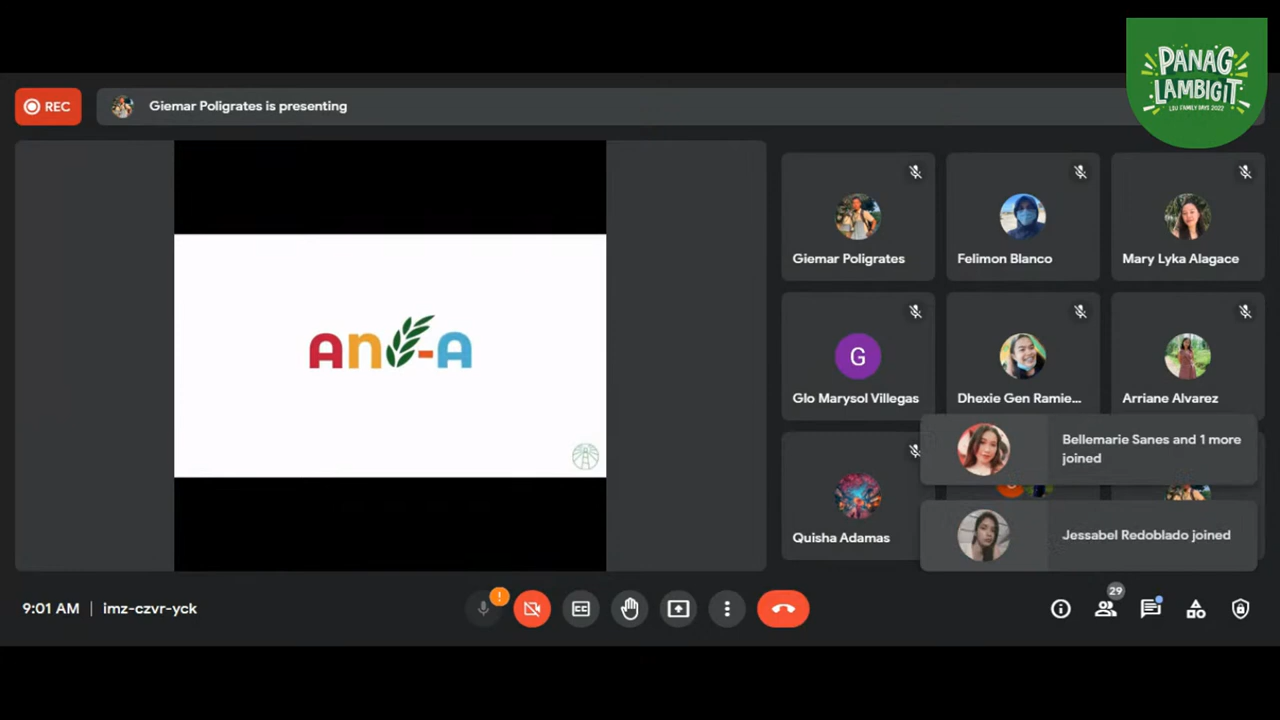 PANAG
LAMBIGIT
LSU FAMILY DAYS 2022
REC
Giemar Poligrates is presenting
Giemar Poligrates
Felimon Blanco
Mary Lyka Alagace
ANI-A
G
Glo Marysol Villegas
Dhexie Gen Ramie...
Arriane Alvarez
Bellemarie Sanes and 1 more
joined
Quisha Adamas
Jessabel Redoblado joined
9:01 AM | imz-czvr-yck
!
CC
29